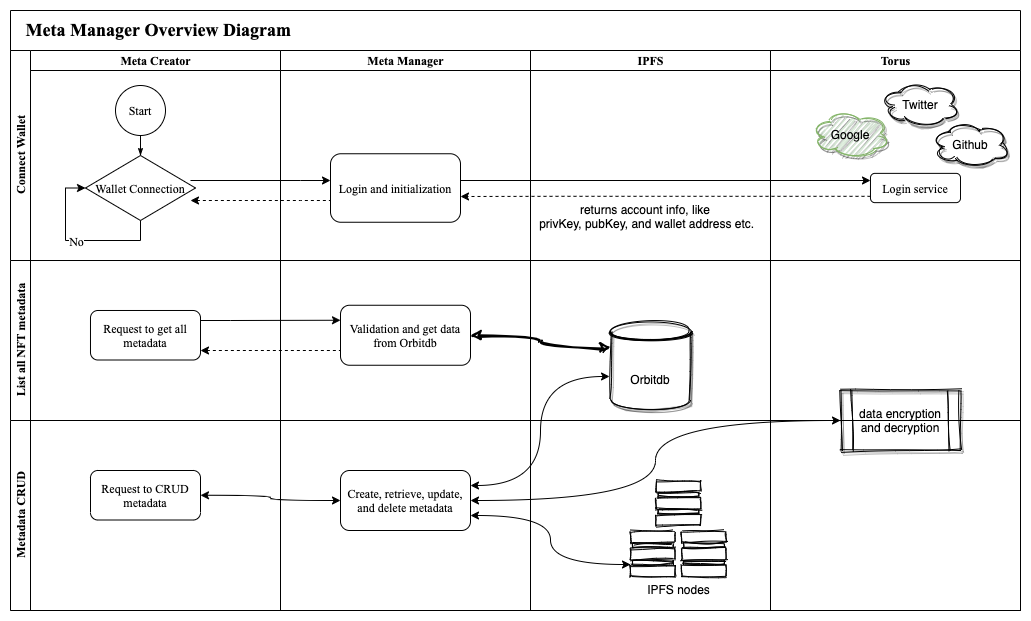 Meta Manager Overview Diagram
Meta Creator
Meta Manager
IPFS
Torus
Connect Wallet
Start
Wallet Connection
No
Login and initialization
returns account info, like
privKey, pubKey, and wallet address etc.
Twitter
Google
Github
Login service
List all NFT metadata
Request to get all
metadata
Validation and get data
from Orbitdb
Orbitdb
data encryption
and decryption
Metadata CRUD
Request to CRUD
metadata
Create, retrieve, update,
and delete metadata
IPFS nodes